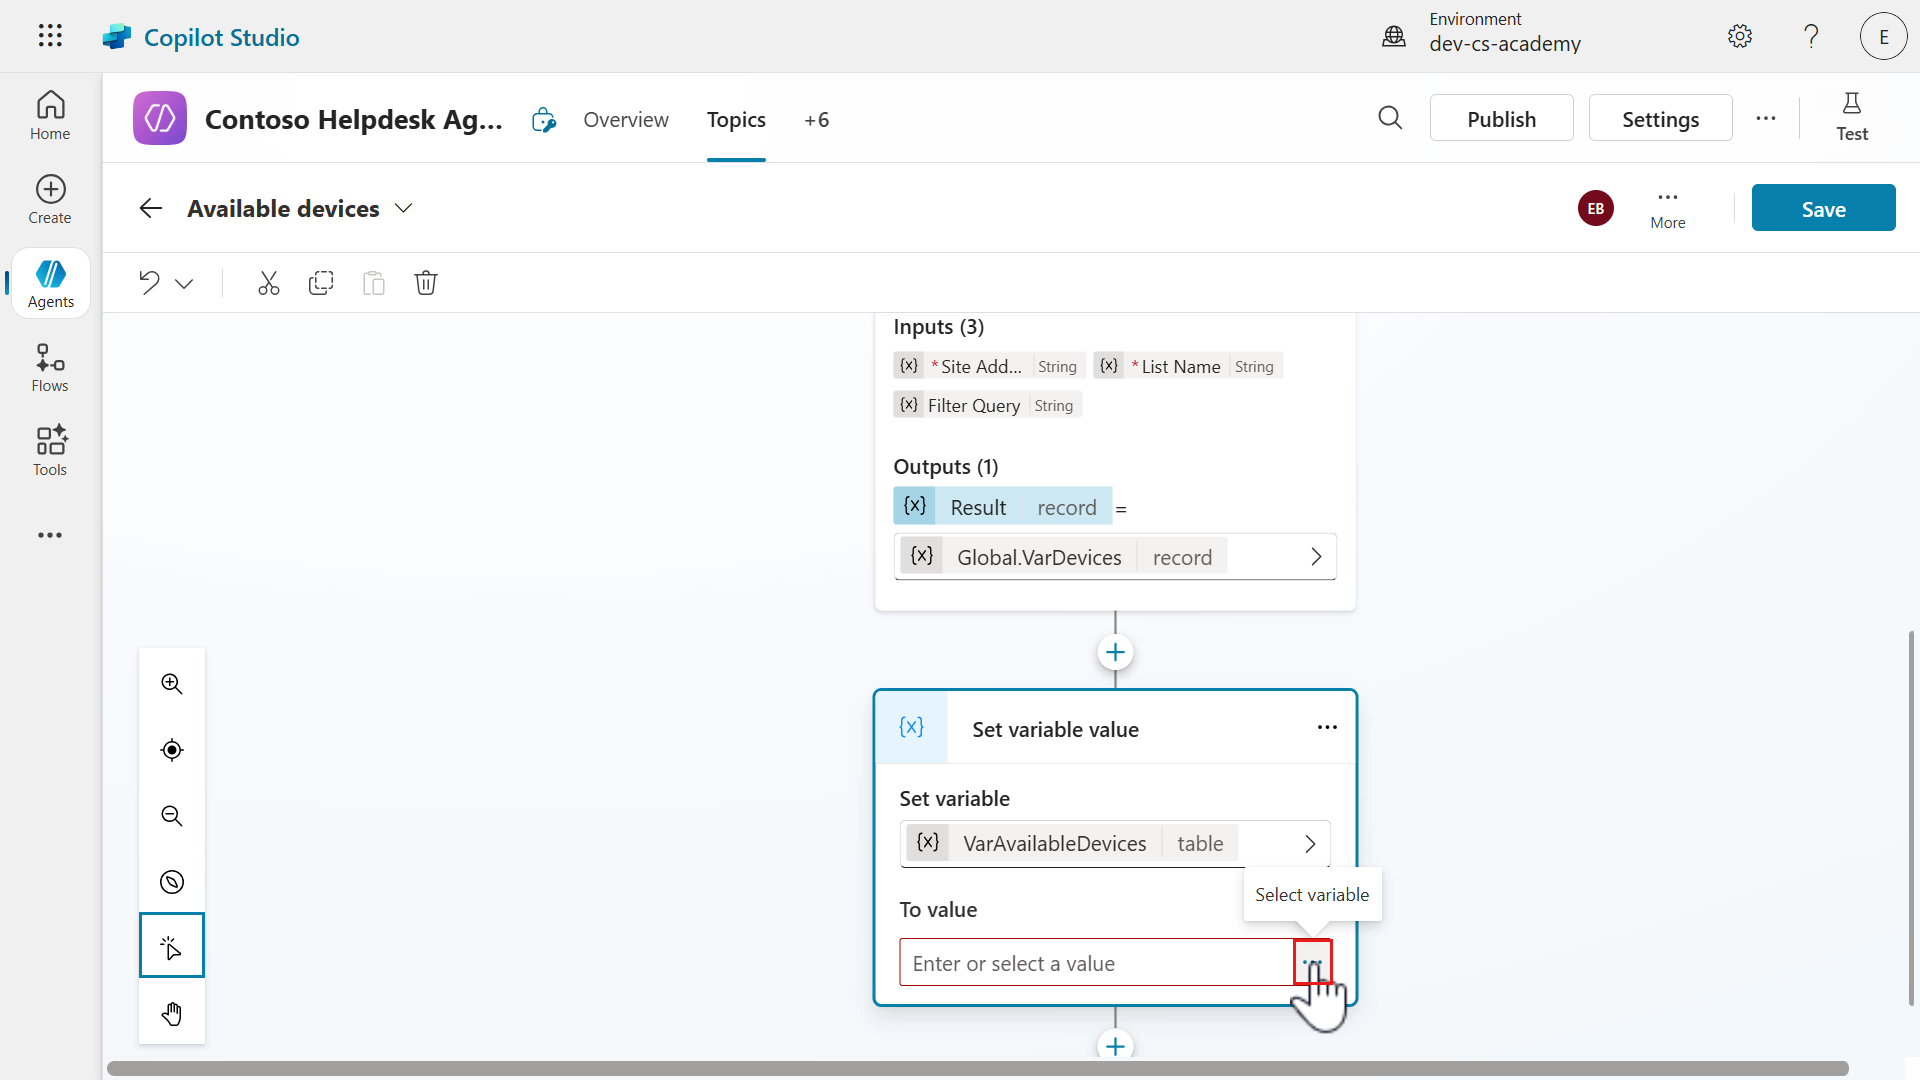 Copilot Studio
Environment
dev-cs-academy
?
E
Home
Create
Agents
Flows
Tools
Contoso Helpdesk Ag...
Overview
Topics
+6
Publish
Settings
Test
Available devices
EB
More
Save
Inputs (3)
{x} *Site Add... String {x} *List Name String
{x} Filter Query String
Outputs (1)
{x} Result record =
{x} Global.VarDevices record
{x} Set variable value
Set variable
{x} VarAvailableDevices table
Select variable
To value
Enter or select a value